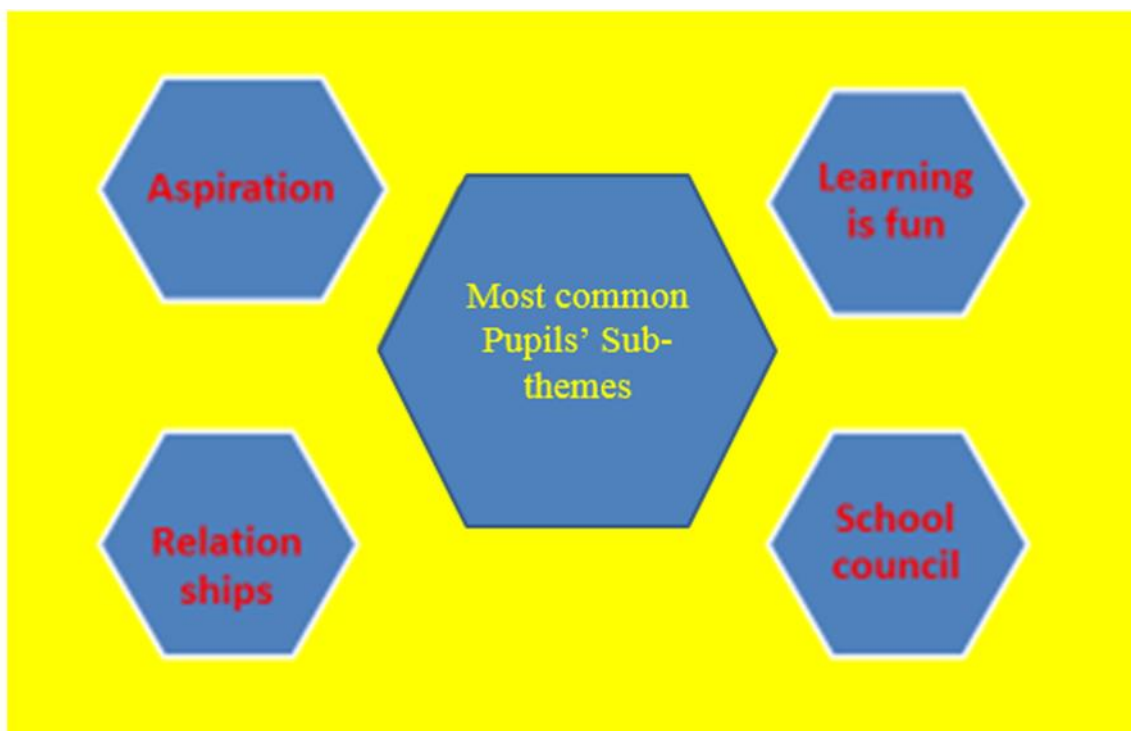 Aspiration
Learning
is fun
Most common
Pupils’ Sub-
themes
Relation
ships
School
council